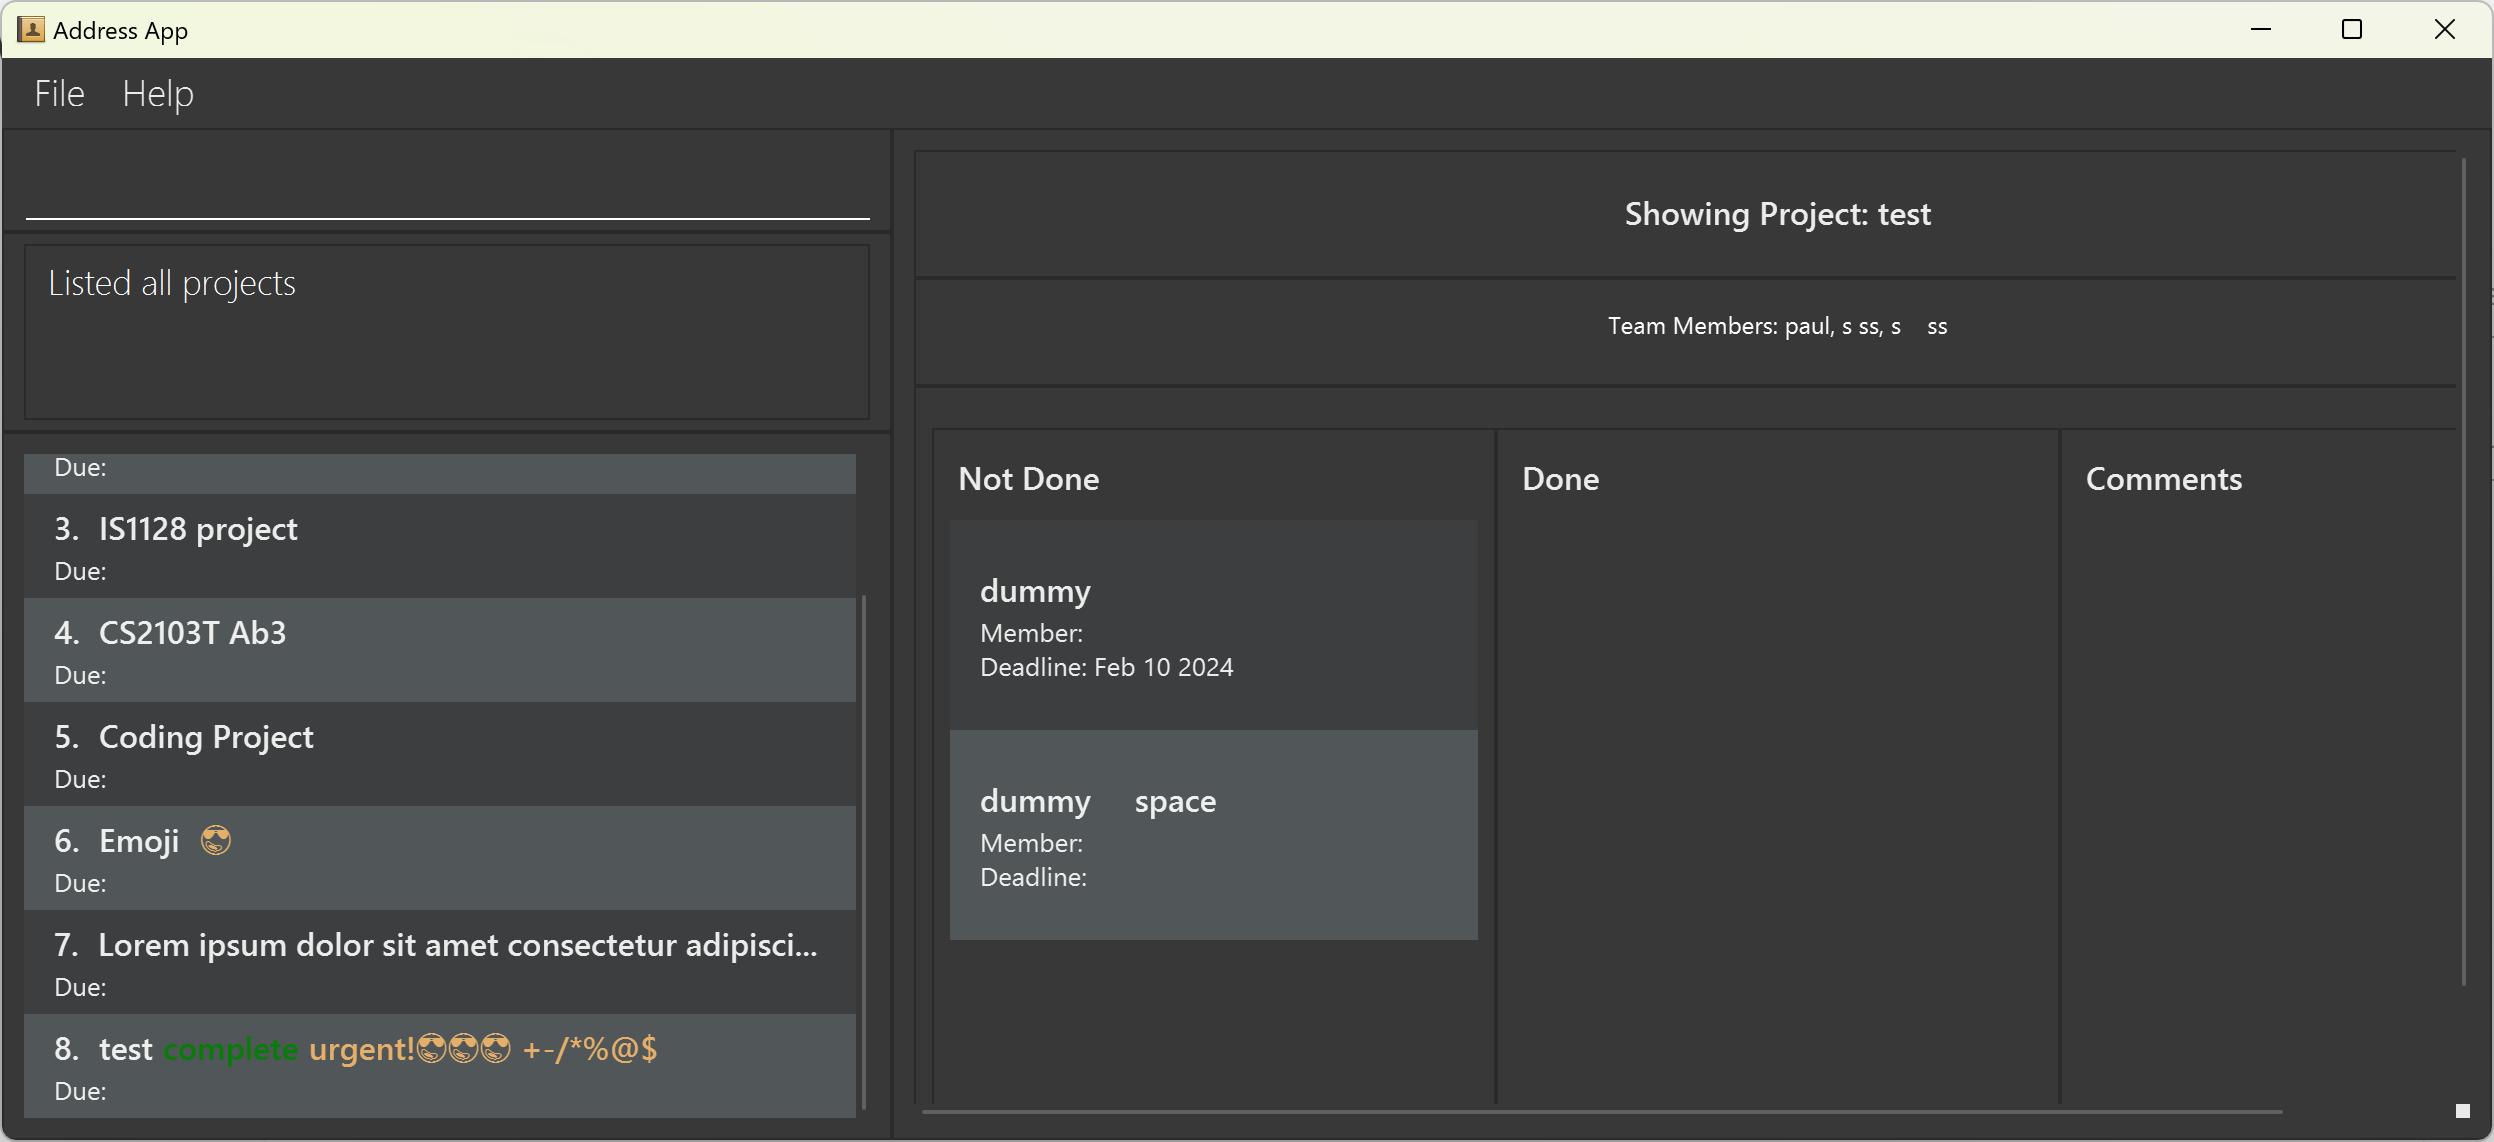 Address App
File Help
Listed all projects
Due:
3. IS1128 project
Due:
4. CS2103T Ab3
Due:
5. Coding Project
Due:
6. Emoji 😎
Due:
7. Lorem ipsum dolor sit amet consectetur adipisci...
Due:
8. test complete urgent!😎😎😎 +-/*%@$
Due:
Showing Project: test
Team Members: paul, s ss, s    ss
Not Done
dummy
Member:
Deadline: Feb 10 2024
dummy     space
Member:
Deadline:
Done
Comments